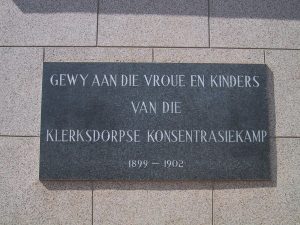 GEWY AAN DIE VROUE EN KINDERS
VAN DIE
KLERKSDORPSE KONSENTRASIEKAMP
1899 – 1902